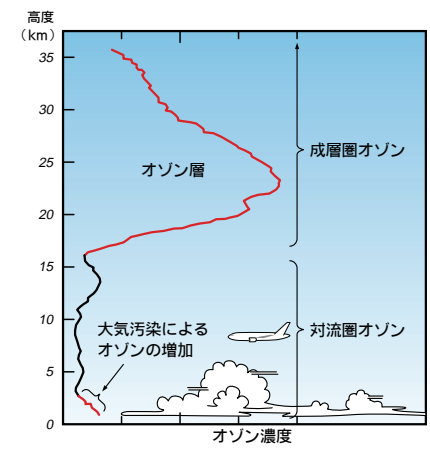 高度
（km）
35
30
25
20
15
10
5
0
オゾン層
成層圏オゾン
対流圏オゾン
大気汚染による
オゾンの増加
オゾン濃度